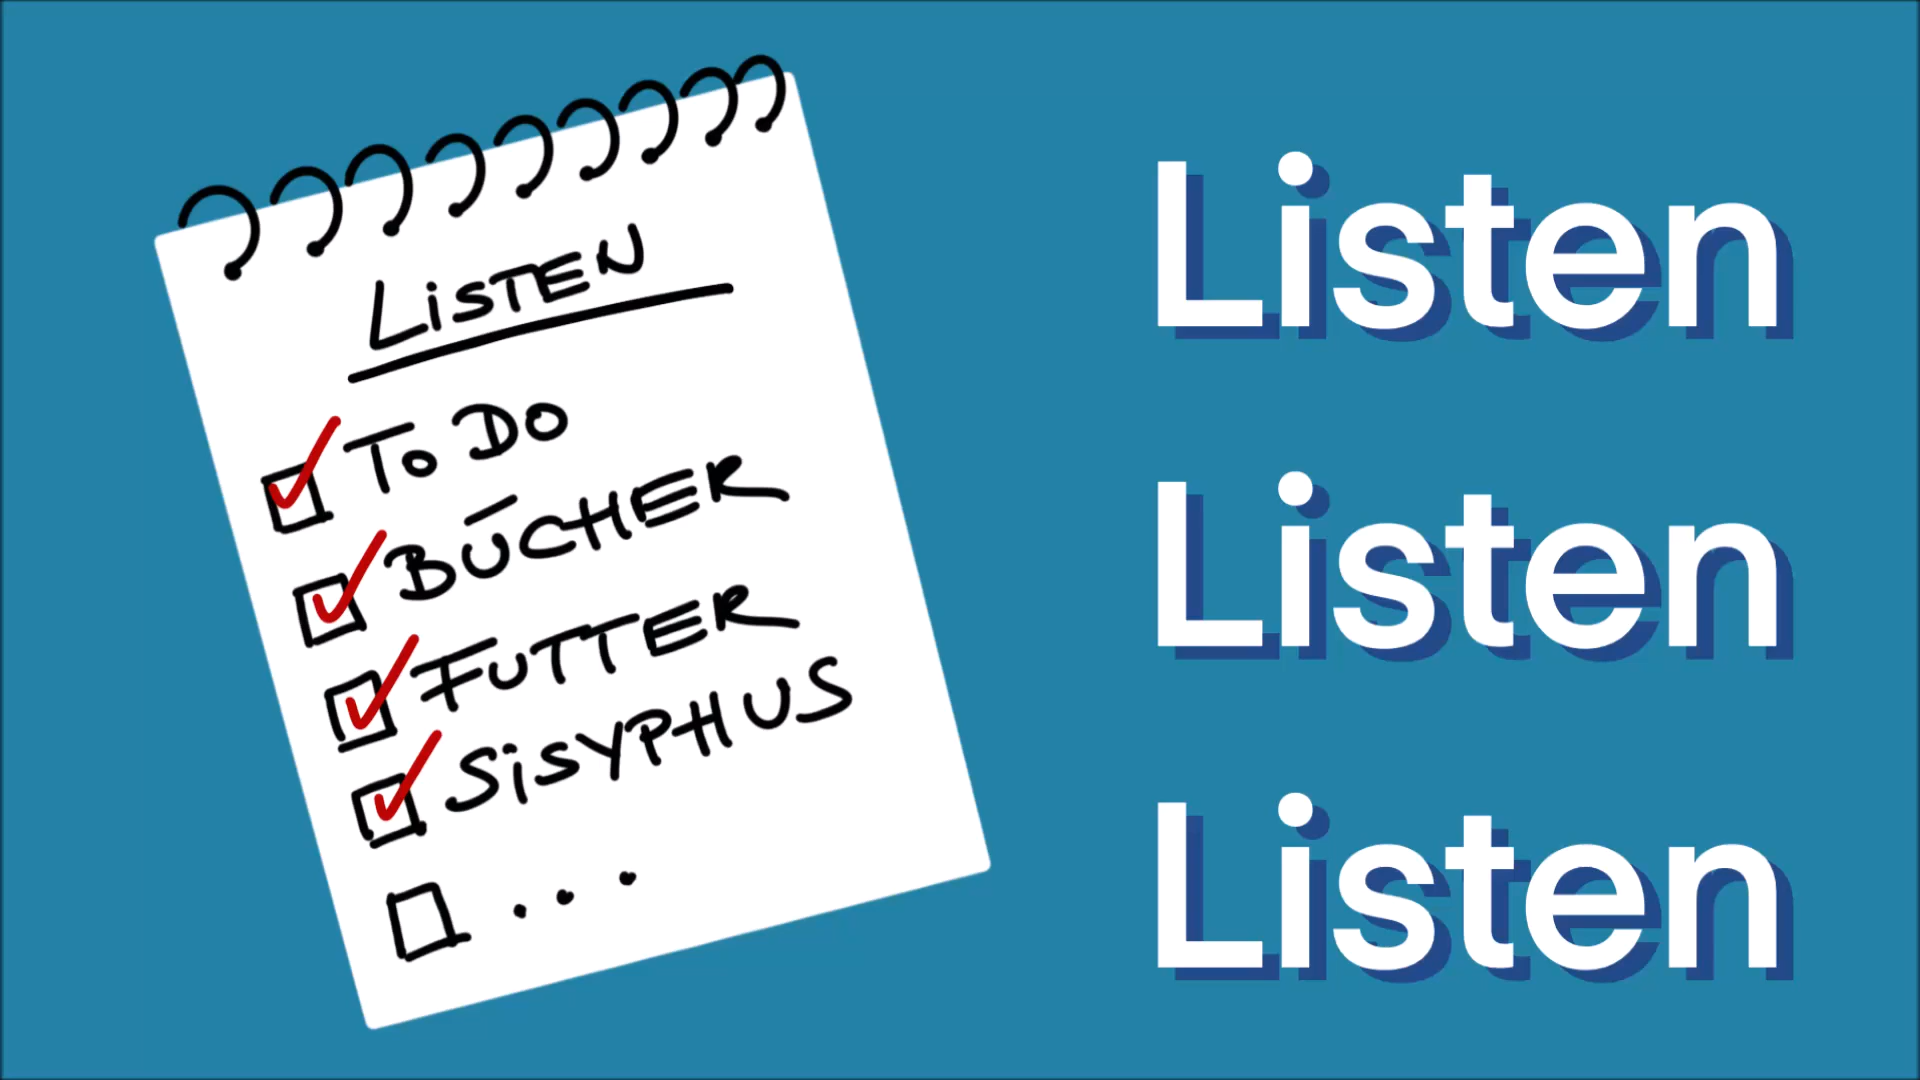 LiSTEN
To Do
BÜCHER
FUTTER
SiSYPHUS
...
Listen
Listen
Listen